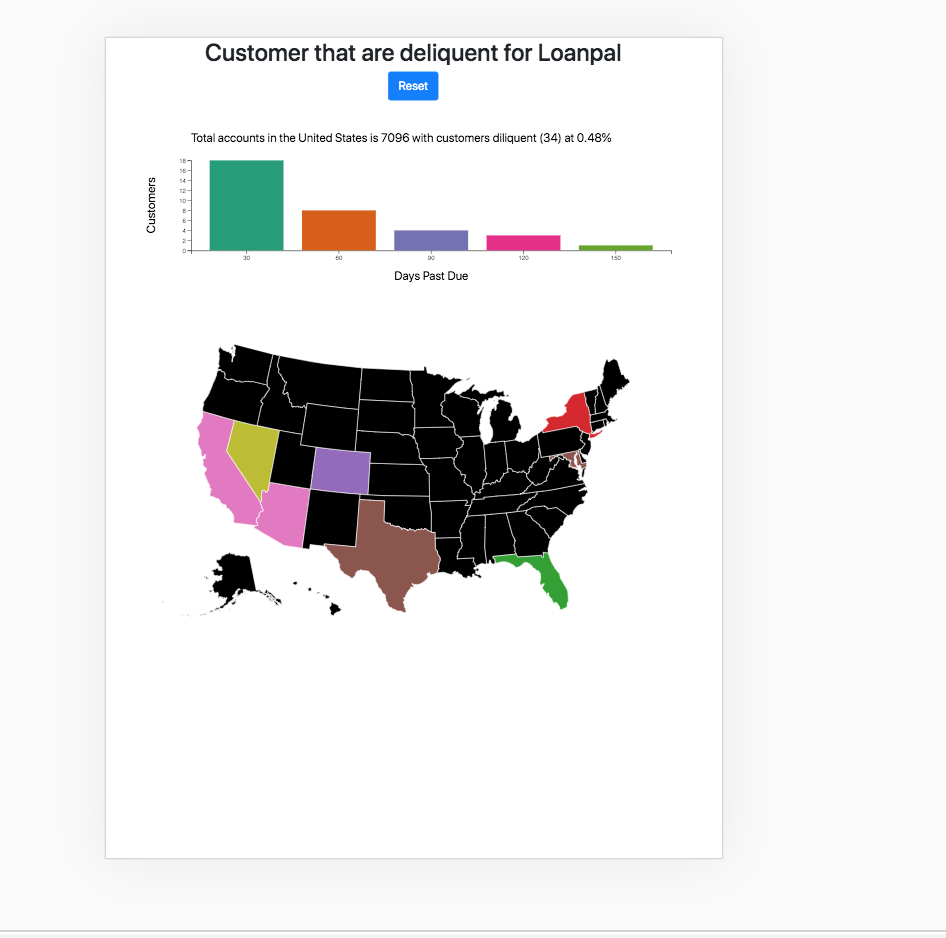 Customer that are deliquent for Loanpal
Reset
Total accounts in the United States is 7096 with customers diliquent (34) at 0.48%
Customers
18
16
14
12
10
8
6
4
2
0
30 60 90 120 150
Days Past Due